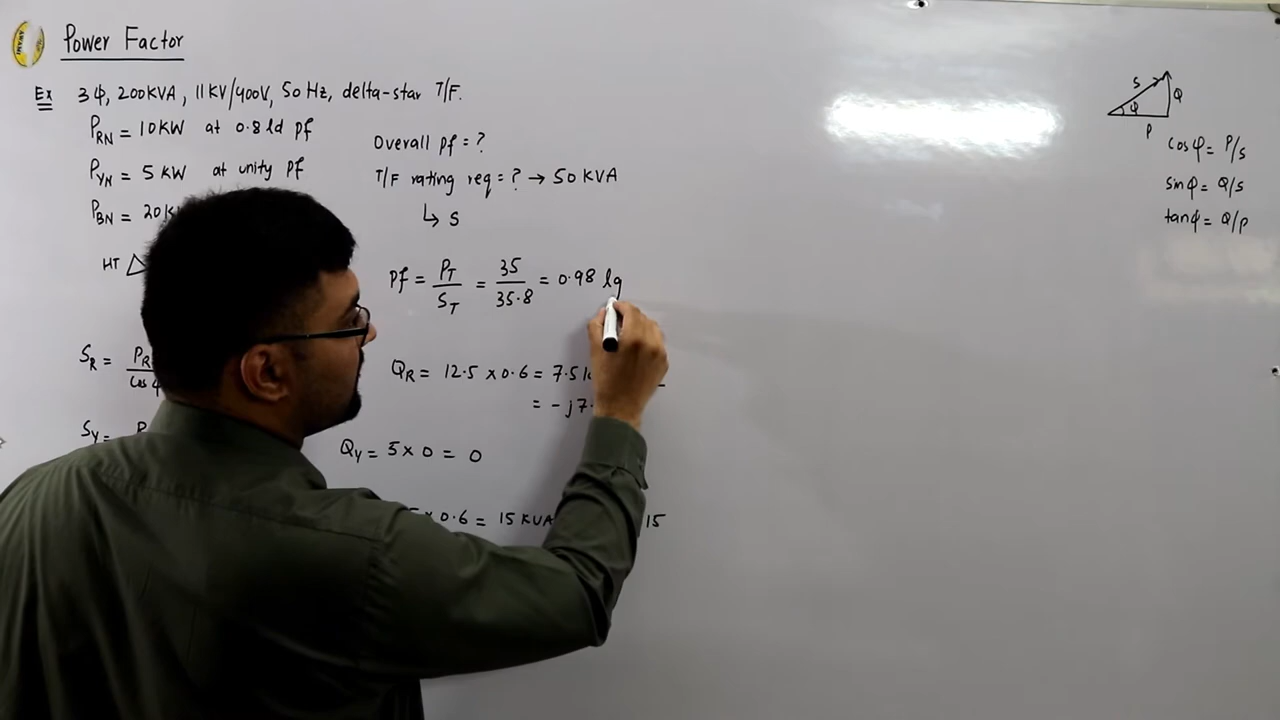 Power Factor
Ex 3φ, 200KVA, 11KV/400V, 50 Hz, delta-star T/F.
PRN = 10KW at 0.8 ld pf
PYN = 5 KW at unity pf
PBN = 20K
HT △
Overall pf = ?
T/F rating req = ? → 50 KVA
↳ S
Pf = PT/ST = 35/35.8 = 0.98 lg
SR = PR
Cos φ
QR = 12.5 × 0.6 = 7.5
= - j7.
SY =
QY = 5 × 0 = 0
× 0.6 = 15 KVA
15
S
φ
Q
P
cos φ = P/S
sin φ = Q/S
tan φ = Q/P